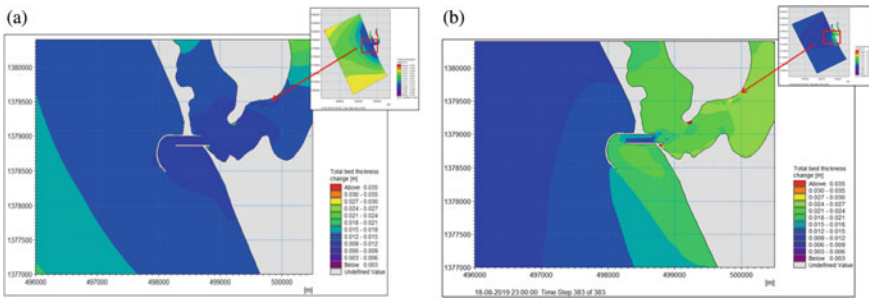 (a)
(b)
1380400
1380000
1379500
1379000
1378500
1378000
1377500
1377000
496000
497000
498000
499000
500000
[m]
Total bed thickness
change [m]
Above 0.035
0.030 - 0.035
0.027 - 0.030
0.024 - 0.027
0.021 - 0.024
0.018 - 0.021
0.015 - 0.018
0.012 - 0.015
0.009 - 0.012
0.006 - 0.009
0.003 - 0.006
Below 0.003
Undefined Value
1380400
1380000
1379500
1379000
1378500
1378000
1377500
1377000
496000
497000
498000
499000
500000
[m]
18-08-2019 23:00:00 Time Step 383 of 383
Total bed thickness
change [m]
Above 0.035
0.030 - 0.035
0.027 - 0.030
0.024 - 0.027
0.021 - 0.024
0.018 - 0.021
0.015 - 0.018
0.012 - 0.015
0.009 - 0.012
0.006 - 0.009
0.003 - 0.006
Below 0.003
Undefined Value